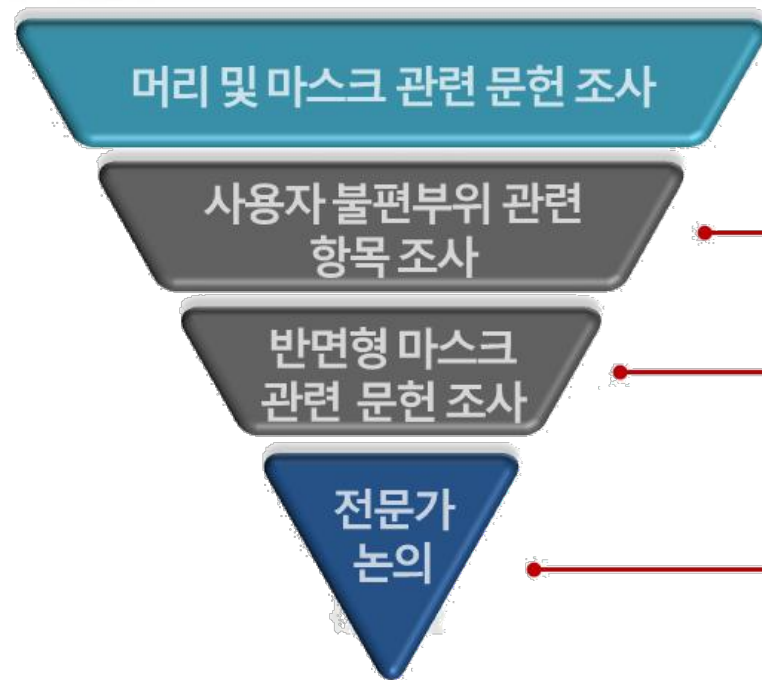 머리 및 마스크 관련 문헌 조사
사용자 불편부위 관련
항목 조사
반면형 마스크
관련 문헌 조사
전문가
논의